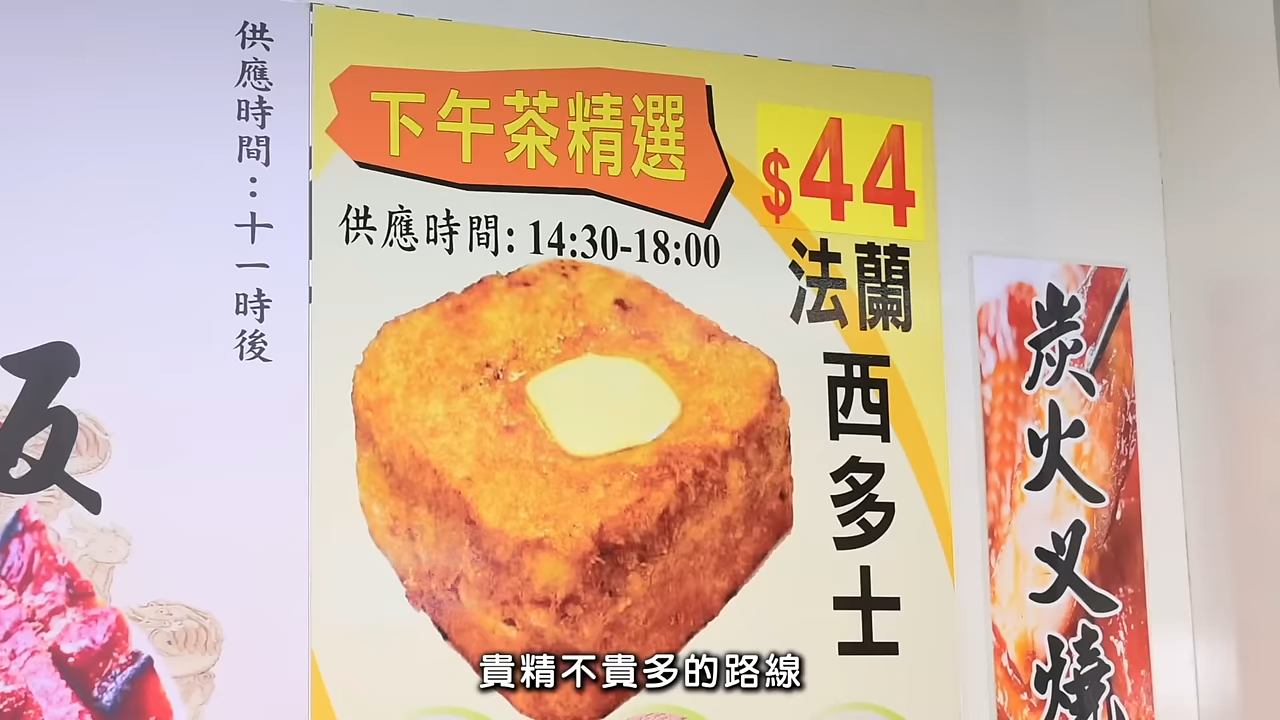 供應時間：十一時後
下午茶精選
供應時間: 14:30-18:00
$44
法蘭西多士
炭火叉燒
貴精不貴多的路線